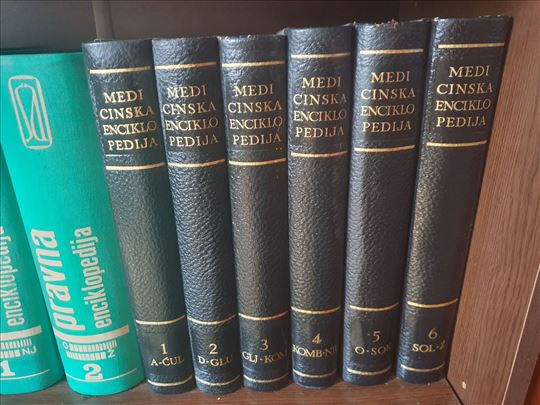 enciklopedija
NJ
1
pravna
enciklopedija
O
Ž
2
MEDI
CINSKA
ENCIKLO
PEDIJA
1
A-ĆUL
MEDI
CINSKA
ENCIKLO
PEDIJA
2
D-GLU
MEDI
CINSKA
ENCIKLO
PEDIJA
3
GLJ-KOM
MEDI
CINSKA
ENCIKLO
PEDIJA
4
KOMB-NJI
MEDI
CINSKA
ENCIKLO
PEDIJA
5
O-SOK
MEDI
CINSKA
ENCIKLO
PEDIJA
6
SOL-Ž